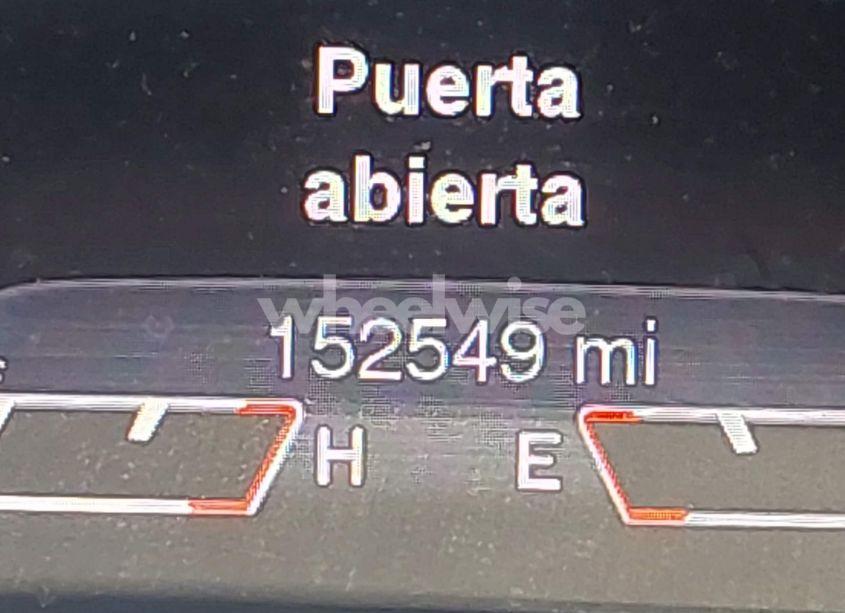 Puerta
abierta
wheelwise
152549 mi
H E